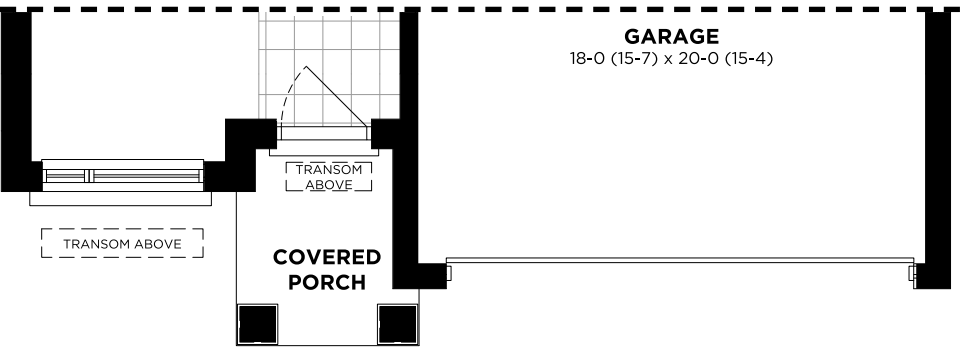 GARAGE
18-0 (15-7) x 20-0 (15-4)
TRANSOM
ABOVE
TRANSOM ABOVE
COVERED
PORCH